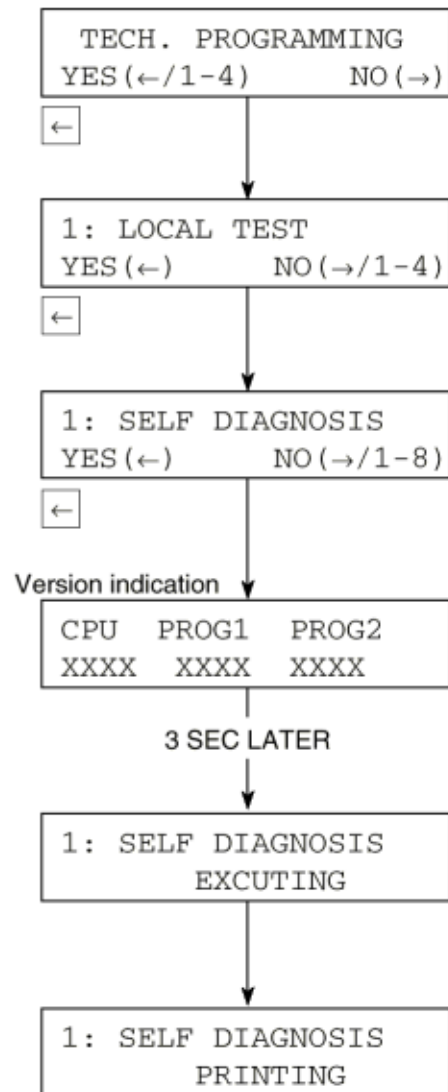 TECH. PROGRAMMING
YES(←/1-4) NO(→)
←
1: LOCAL TEST
YES(←) NO(→/1-4)
←
1: SELF DIAGNOSIS
YES(←) NO(→/1-8)
←
Version indication
CPU PROG1 PROG2
XXXX XXXX XXXX
3 SEC LATER
1: SELF DIAGNOSIS
EXCUTING
1: SELF DIAGNOSIS
PRINTING